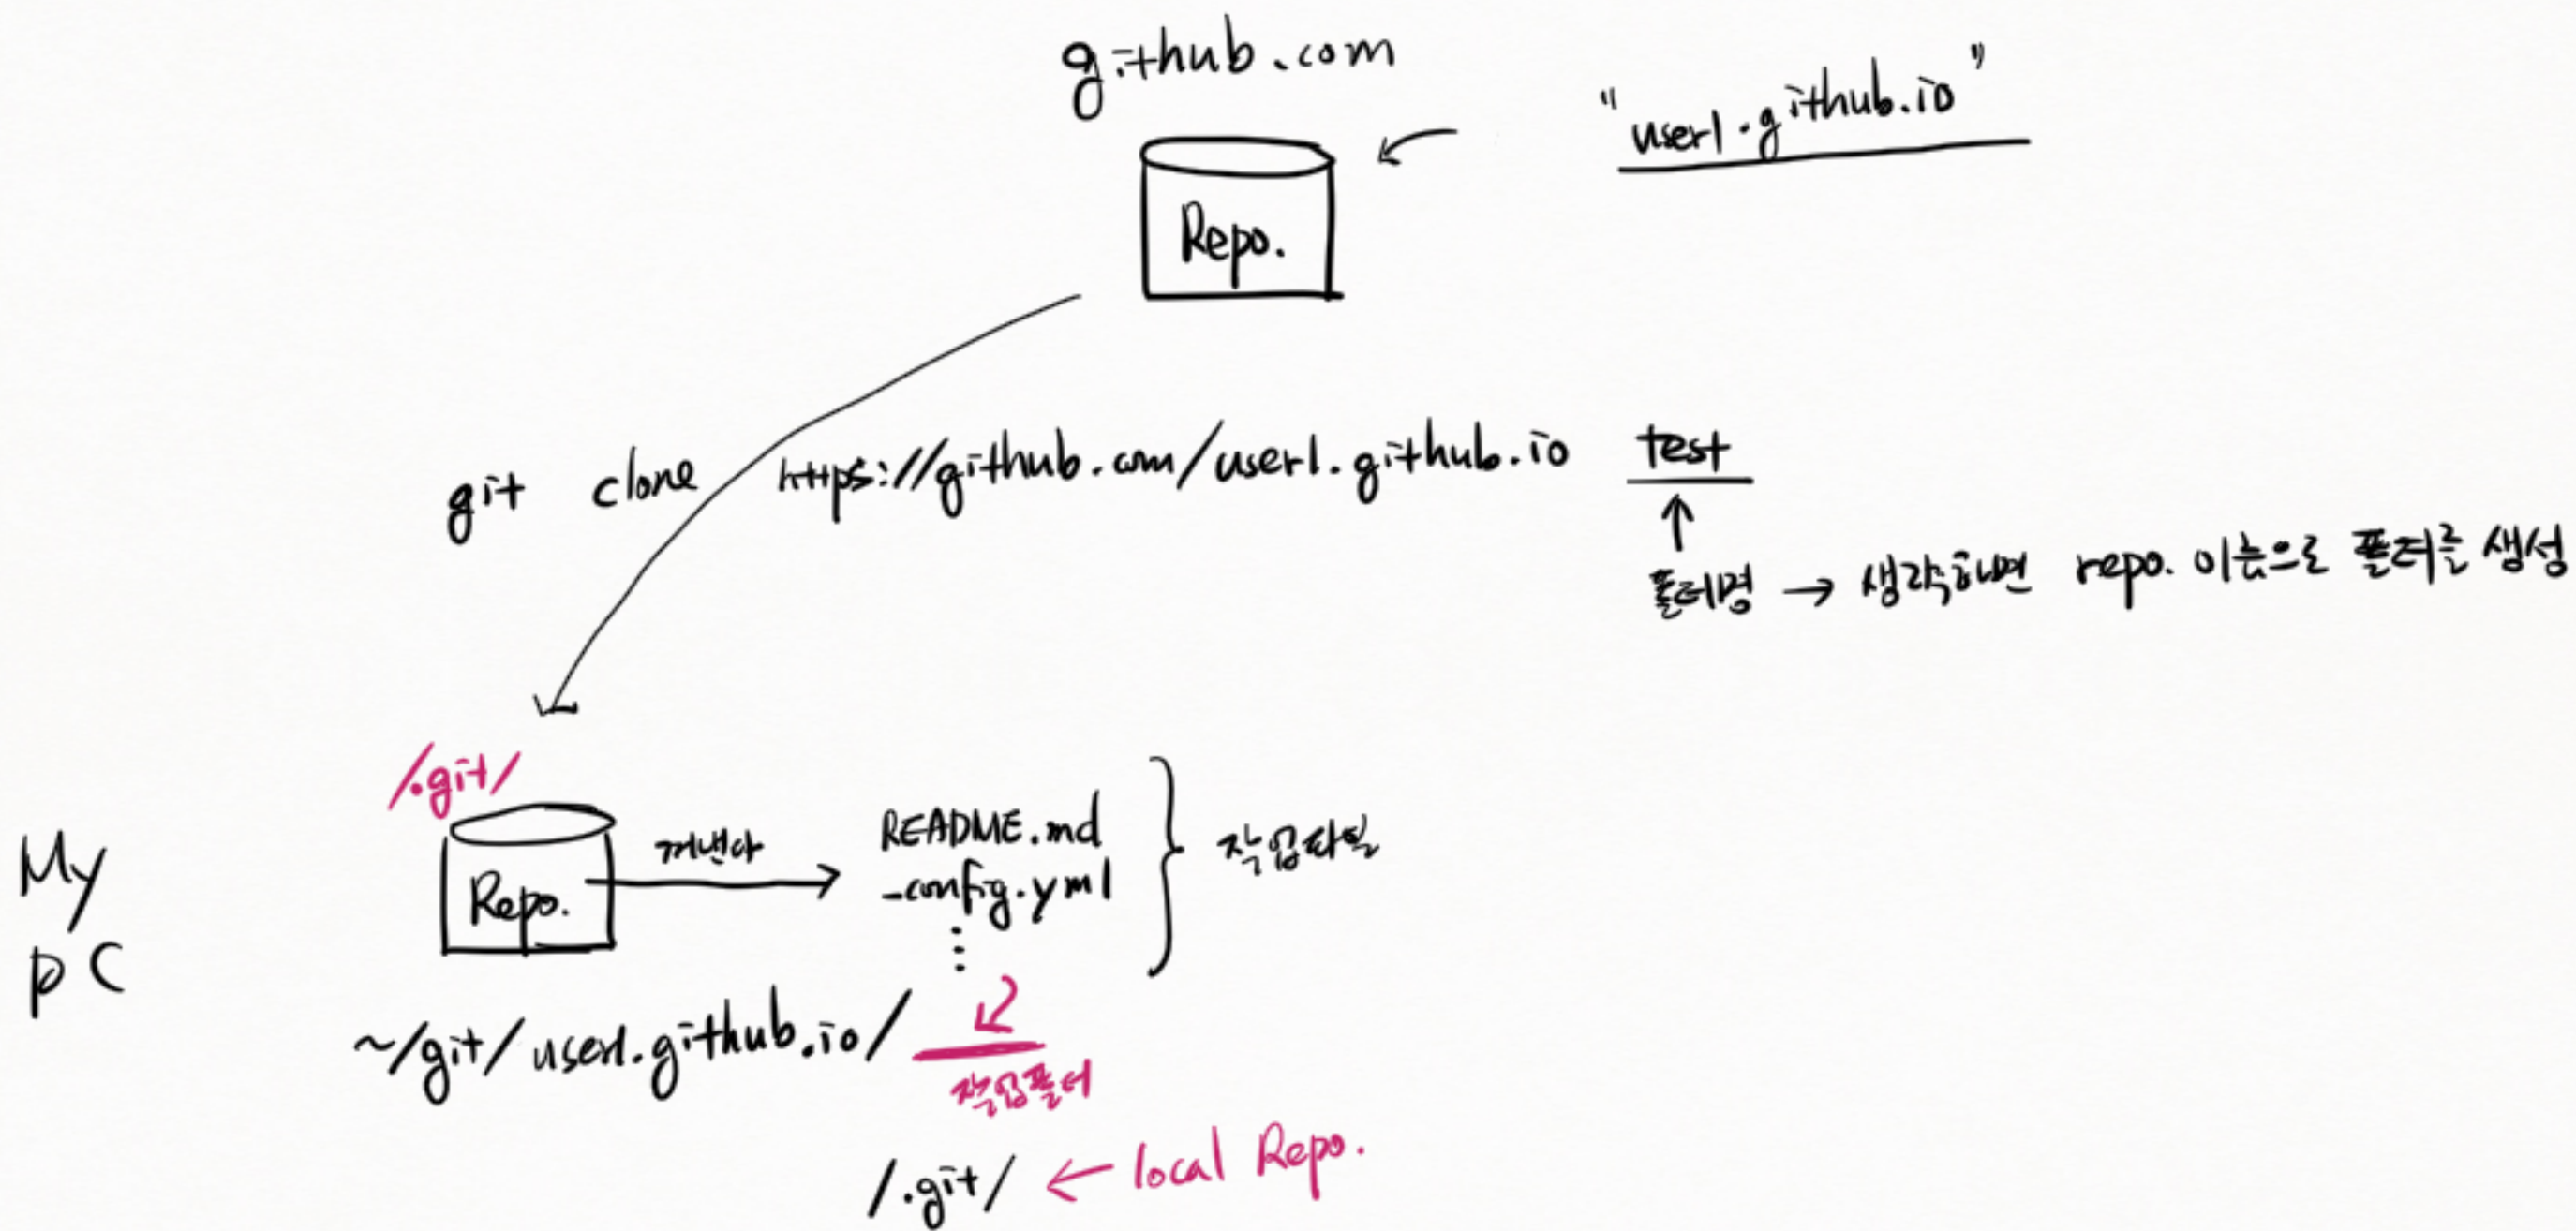 github.com
"user1.github.io"
Repo.
git clone https://github.com/user1.github.io test
폴더명 → 생략하면 repo. 이름으로 폴더를 생성
/.git/
My
PC
Repo.
꺼낸다
README.md
_config.yml
⋮
작업파일
~/git/user1.github.io/
작업폴더
/.git/ ← local Repo.